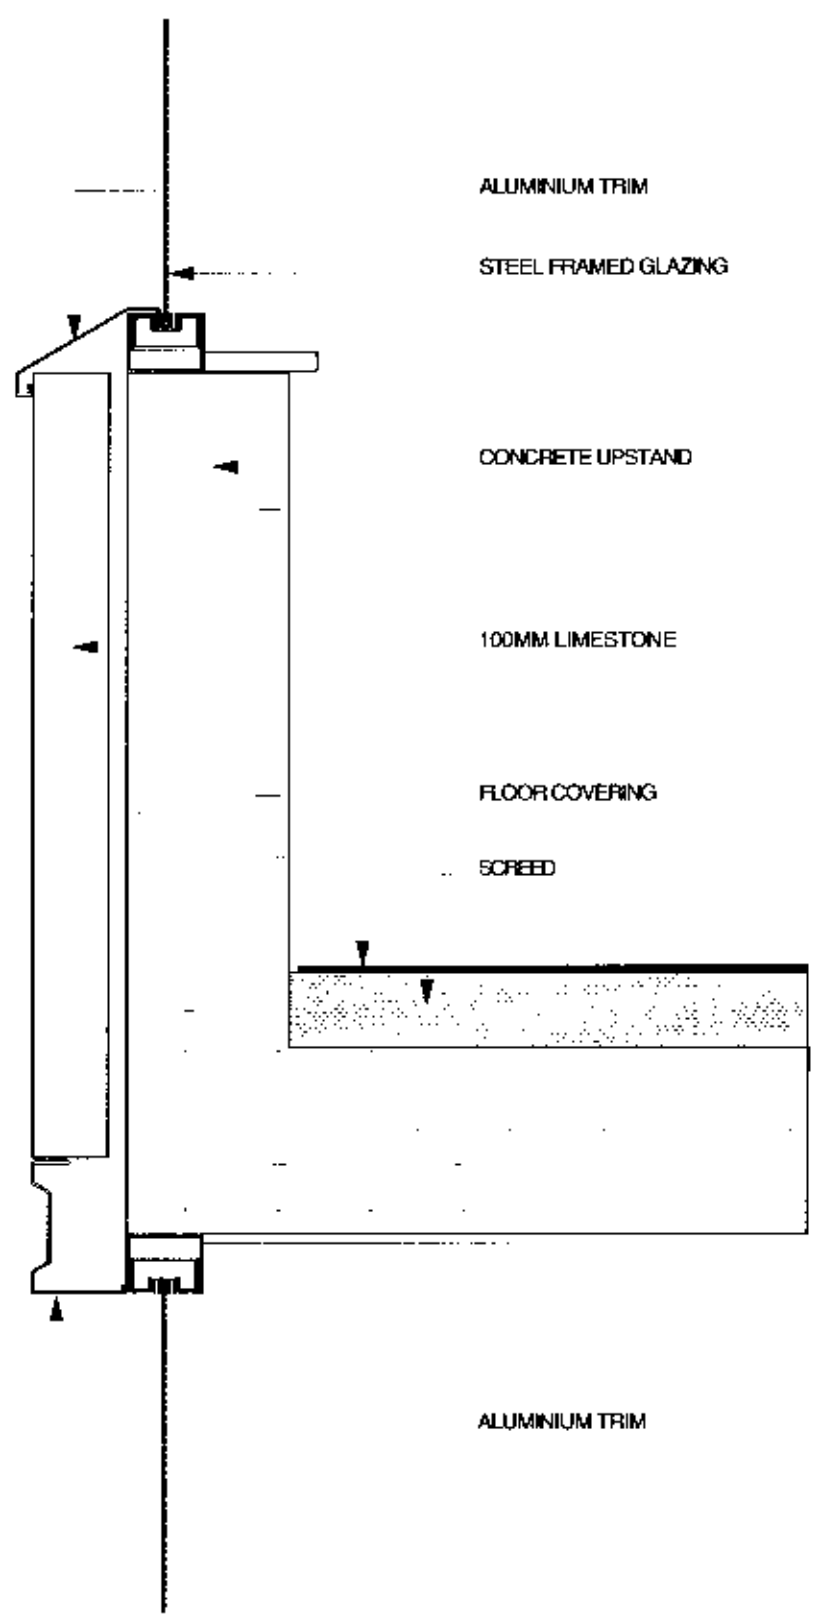 ALUMINIUM TRIM
STEEL FRAMED GLAZING
CONCRETE UPSTAND
100MM LIMESTONE
FLOOR COVERING
SCREED
ALUMINIUM TRIM